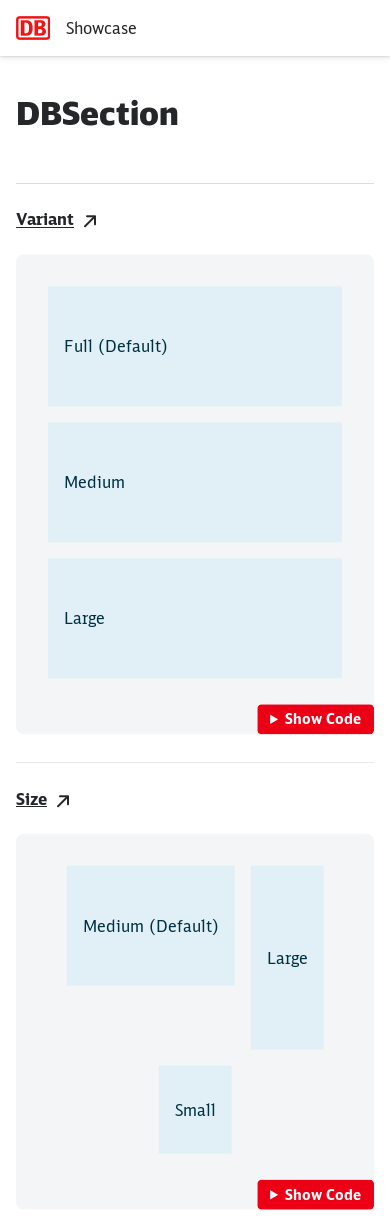 DB Showcase
DBSection
Variant
Full (Default)
Medium
Large
Show Code
Size
Medium (Default)
Large
Small
Show Code